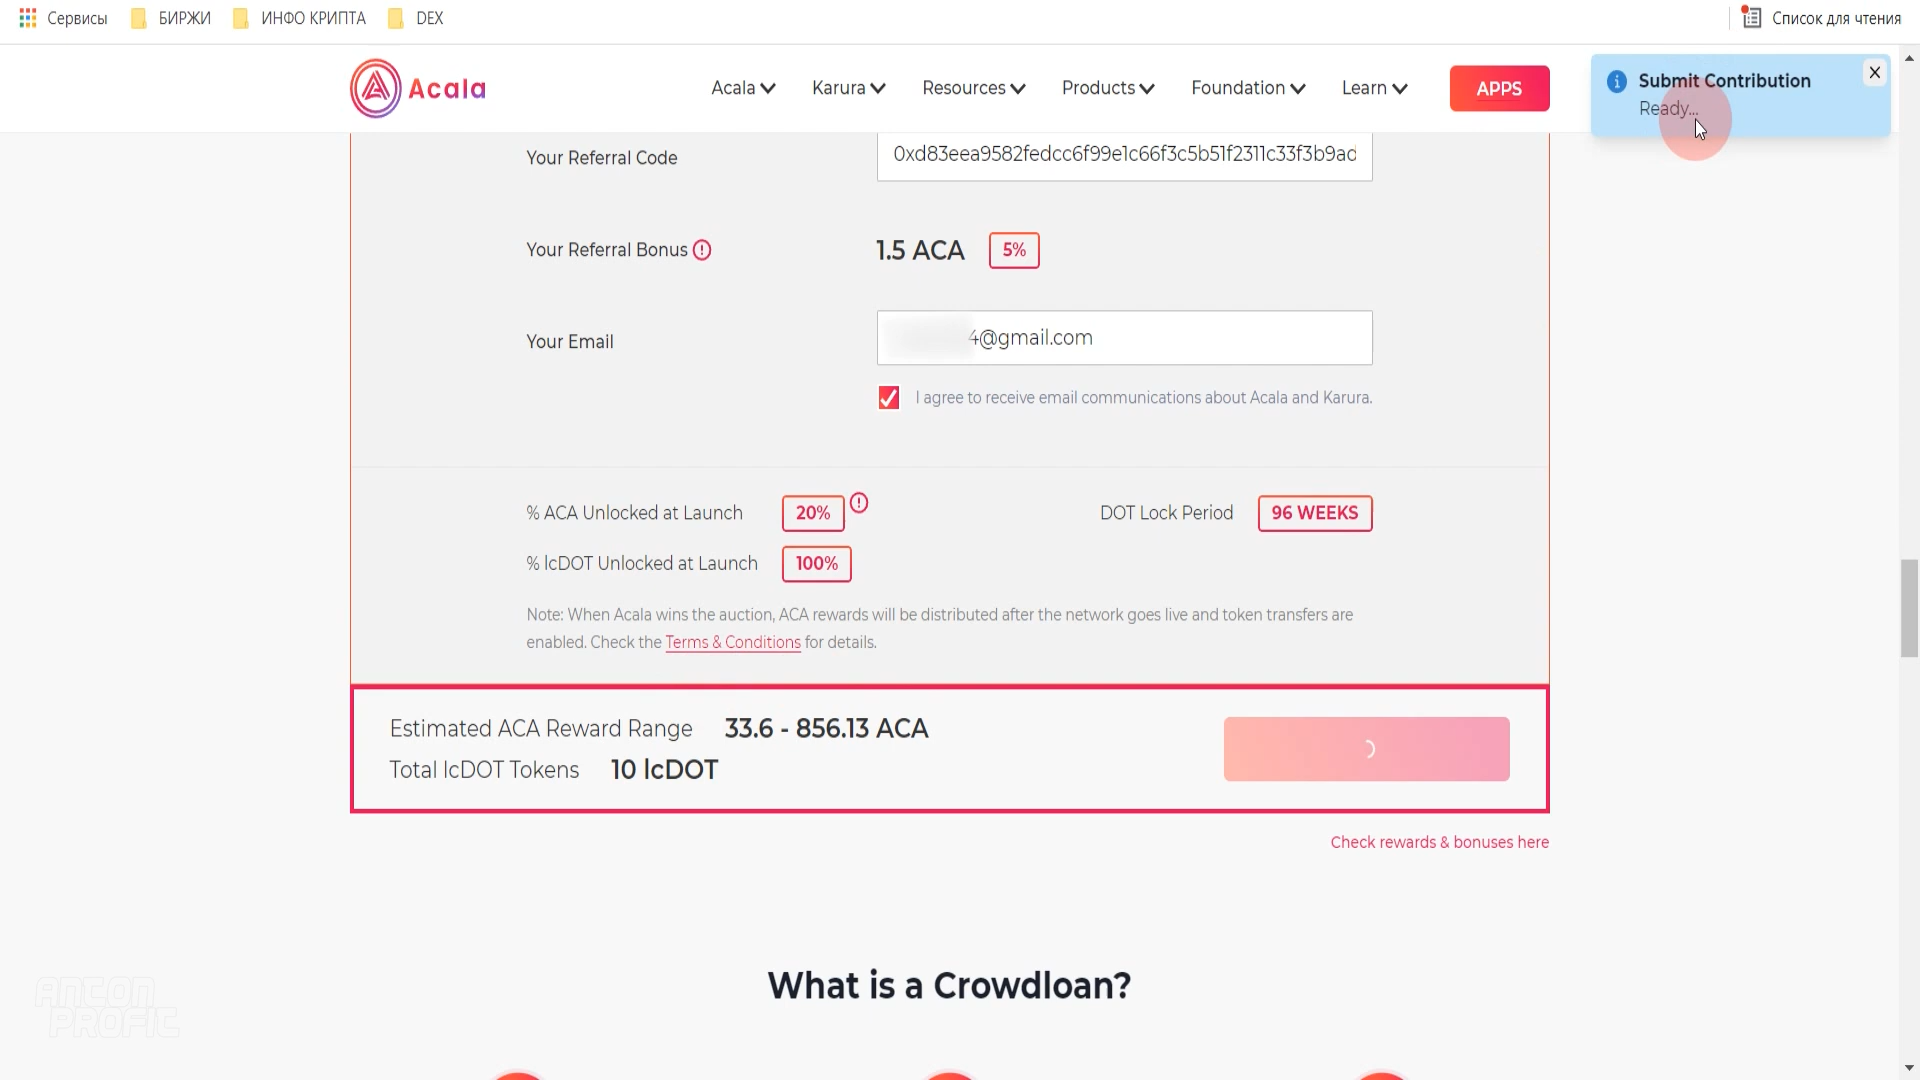 Сервисы БИРЖИ ИНФО КРИПТА DEX Список для чтения
Acala Acala Karura Resources Products Foundation Learn APPS
Submit Contribution
Ready...
Your Referral Code 0xd83eea9582fedcc6f99e1c66f3c5b51f2311c33f3b9ad
Your Referral Bonus 1.5 ACA 5%
Your Email 4@gmail.com
I agree to receive email communications about Acala and Karura.
% ACA Unlocked at Launch 20% DOT Lock Period 96 WEEKS
% lcDOT Unlocked at Launch 100%
Note: When Acala wins the auction, ACA rewards will be distributed after the network goes live and token transfers are
enabled. Check the Terms & Conditions for details.
Estimated ACA Reward Range 33.6 - 856.13 ACA
Total lcDOT Tokens 10 lcDOT
Check rewards & bonuses here
What is a Crowdloan?
ANTON
PROFIT